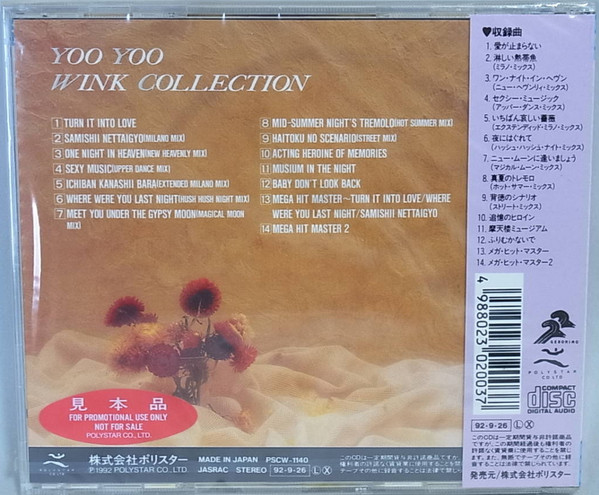 YOO YOO
WINK COLLECTION
1 TURN IT INTO LOVE
2 SAMISHII NETTAIGYO(MILANO MIX)
3 ONE NIGHT IN HEAVEN(NEW HEAVENLY MIX)
4 SEXY MUSIC(UPPER DANCE MIX)
5 ICHIBAN KANASHII BARA(EXTENDED MILANO MIX)
6 WHERE WERE YOU LAST NIGHT(HUSH HUSH NIGHT MIX)
7 MEET YOU UNDER THE GYPSY MOON(MAGICAL MOON
MIX)
8 MID-SUMMER NIGHT'S TREMOLO(HOT SUMMER MIX)
9 HAITOKU NO SCENARIO(STREET MIX)
10 ACTING HEROINE OF MEMORIES
11 MUSIUM IN THE NIGHT
12 BABY DON'T LOOK BACK
13 MEGA HIT MASTER～TURN IT INTO LOVE/WHERE
WERE YOU LAST NIGHT/SAMISHII NETTAIGYO
14 MEGA HIT MASTER 2
見本品
FOR PROMOTIONAL USE ONLY
NOT FOR SALE
POLYSTAR CO., LTD.
株式会社ポリスター
℗1992 POLYSTAR CO., LTD.
MADE IN JAPAN PSCW-1140
JASRAC STEREO 92・9・26 L X
♥収録曲
1. 愛が止まらない
2. 淋しい熱帯魚
(ミラノ・ミックス)
3. ワン・ナイト・イン・ヘヴン
(ニュー・ヘヴンリィ・ミックス)
4. セクシー・ミュージック
(アッパー・ダンス・ミックス)
5. いちばん哀しい薔薇
(エクステンディッド・ミラノ・ミックス)
6. 夜にはぐれて
(ハッシュ・ハッシュ・ナイト・ミックス)
7. ニュー・ムーンに逢いましょう
(マジカル・ムーン・ミックス)
8. 真夏のトレモロ
(ホット・サマー・ミックス)
9. 背徳のシナリオ
(ストリート・ミックス)
10. 追憶のヒロイン
11. 摩天楼ミュージアム
12. ふりむかないで
13. メガ・ヒット・マスター
14. メガ・ヒット・マスター2
4 988023 020037
POLYSTAR
CO. LTD
COMPACT
disc
DIGITAL AUDIO
92・9・26 L X
発売元/株式会社ポリスター